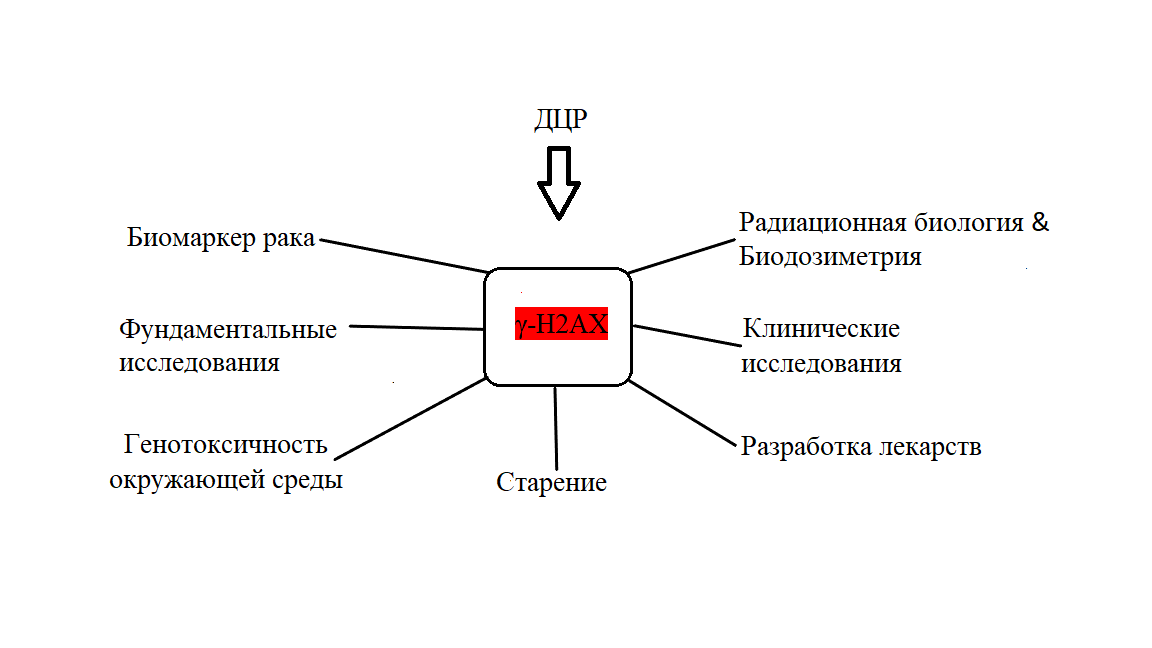 ДЦР
Биомаркер рака
Радиационная биология &
Биодозиметрия
γ-H2AX
Фундаментальные
исследования
Клинические
исследования
Генотоксичность
окружающей среды
Старение
Разработка лекарств